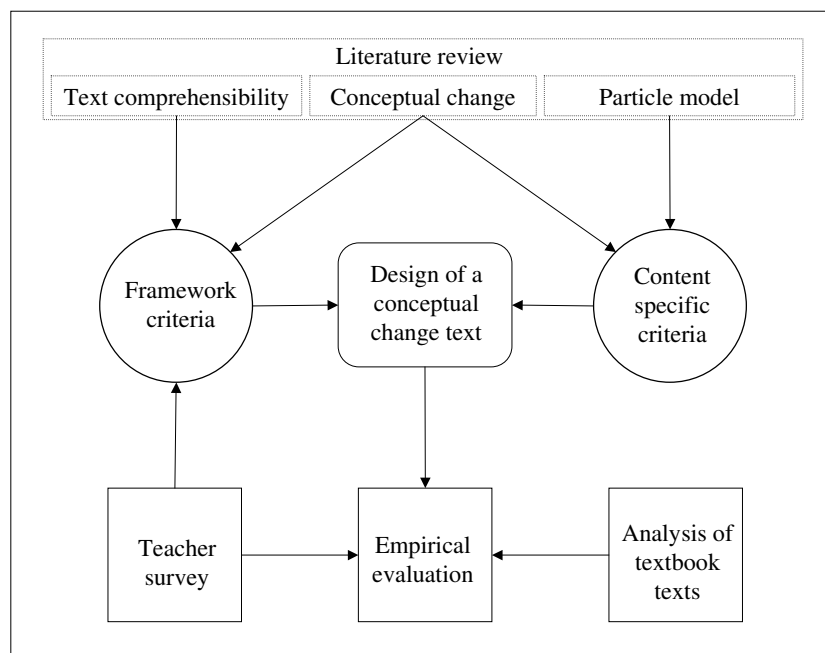 Literature review
Text comprehensibility
Conceptual change
Particle model
Framework
criteria
Design of a
conceptual
change text
Content
specific
criteria
Teacher
survey
Empirical
evaluation
Analysis of
textbook
texts